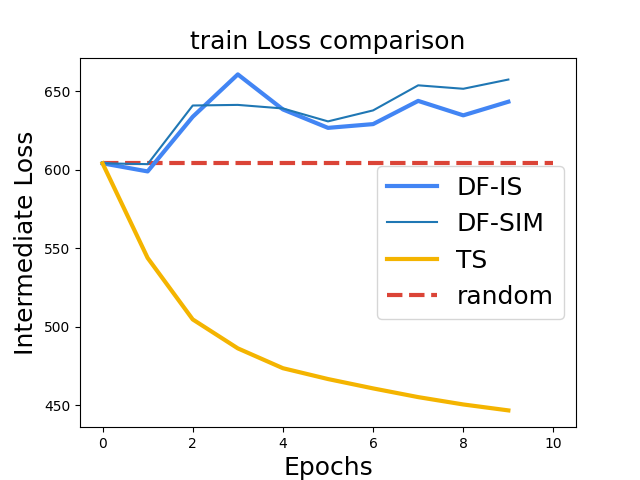 train Loss comparison
Intermediate Loss
650
600
550
500
450
DF-IS
DF-SIM
TS
random
0 2 4 6 8 10
Epochs